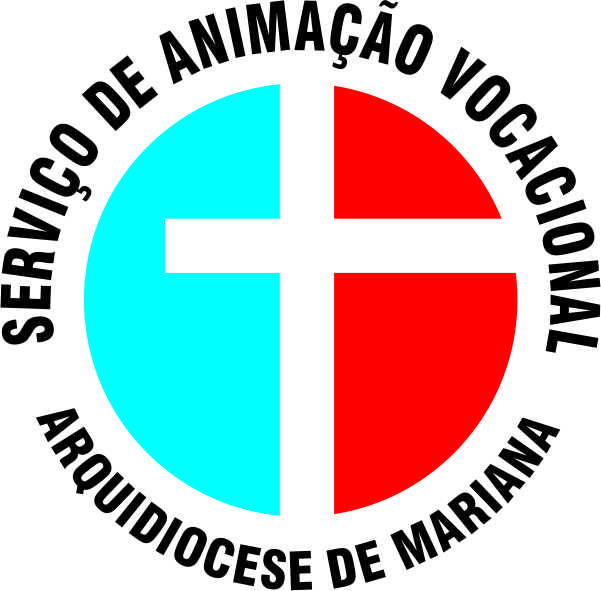 SERVIÇO DE ANIMAÇÃO VOCACIONAL
ARQUIDIOCESE DE MARIANA